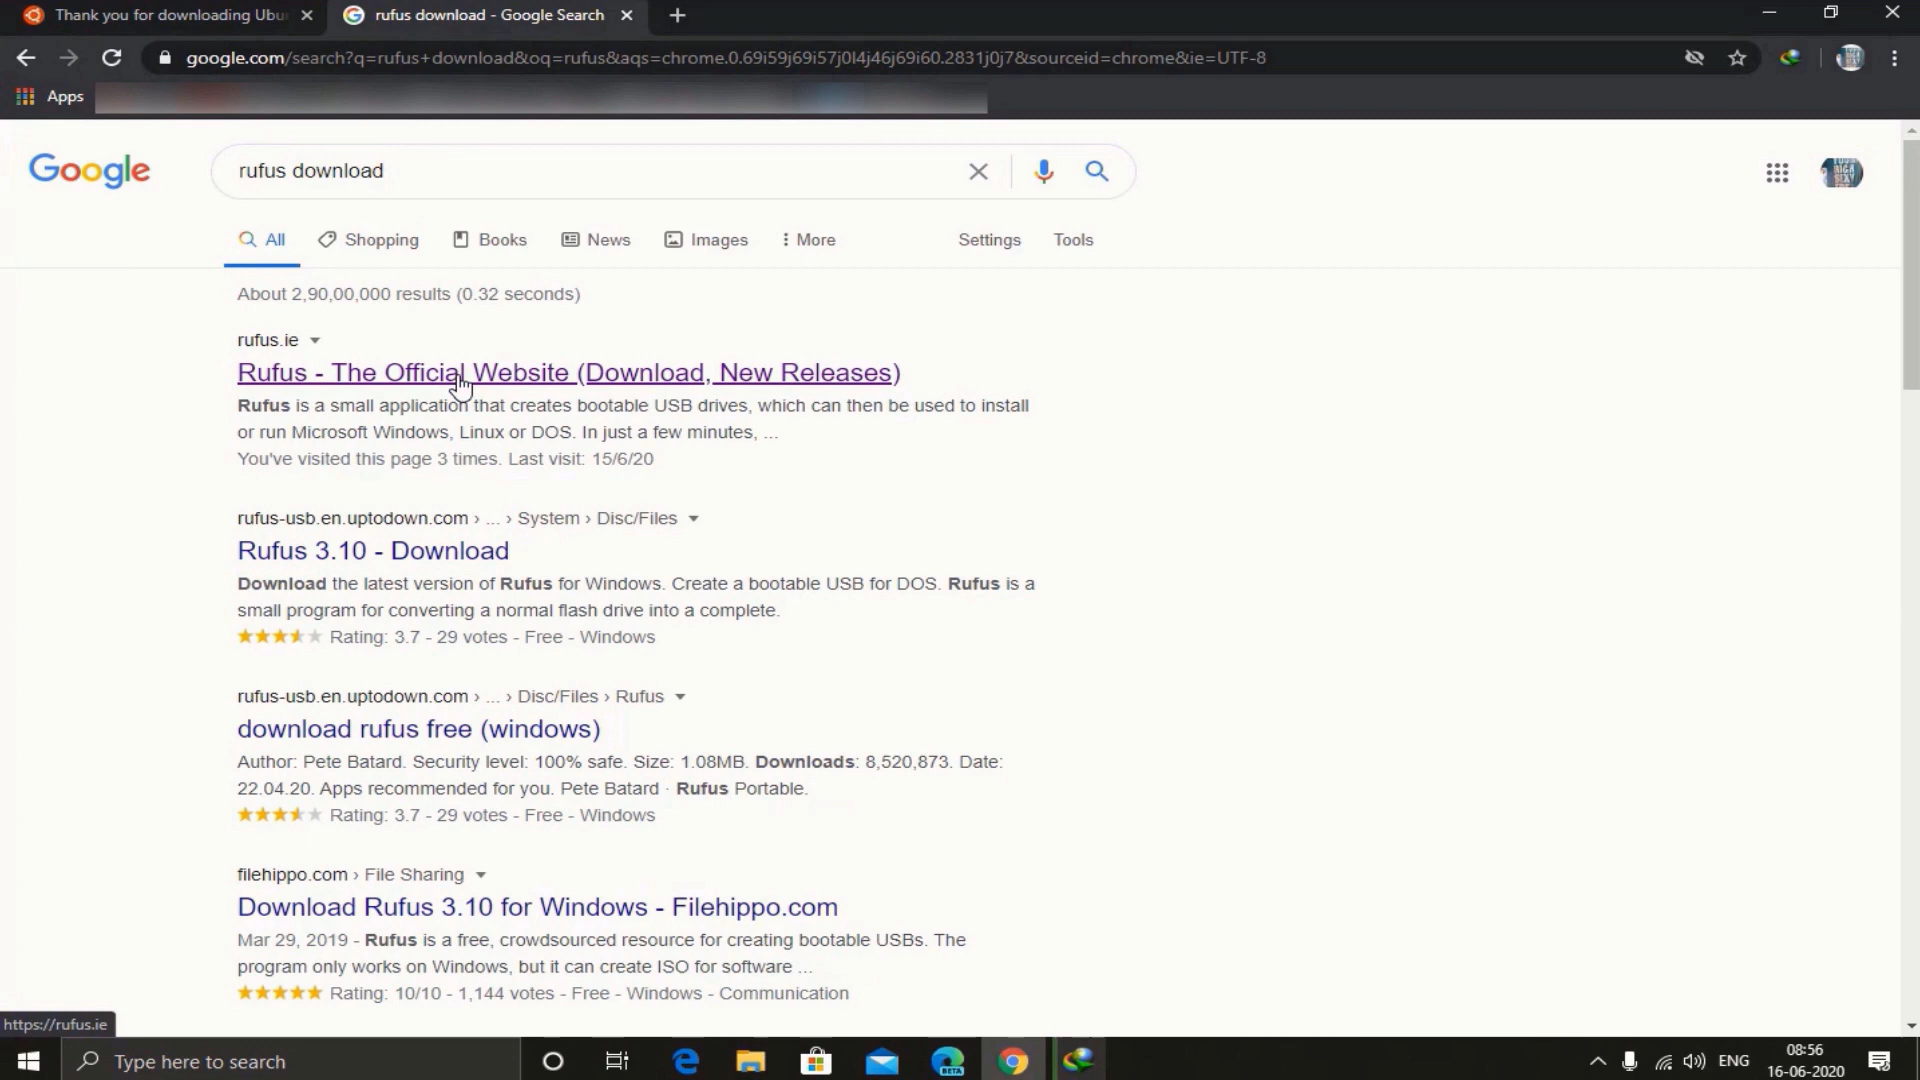 Thank you for downloading Ubu
rufus download - Google Search
google.com/search?q=rufus+download&oq=rufus&aqs=chrome.0.69i59j69i57j0l4j46j69i60.2831j0j7&sourceid=chrome&ie=UTF-8
Apps
Google
rufus download
All Shopping Books News Images More Settings Tools
About 2,90,00,000 results (0.32 seconds)
rufus.ie
Rufus - The Official Website (Download, New Releases)
Rufus is a small application that creates bootable USB drives, which can then be used to install
or run Microsoft Windows, Linux or DOS. In just a few minutes, ...
You've visited this page 3 times. Last visit: 15/6/20
rufus-usb.en.uptodown.com › ... › System › Disc/Files
Rufus 3.10 - Download
Download the latest version of Rufus for Windows. Create a bootable USB for DOS. Rufus is a
small program for converting a normal flash drive into a complete.
Rating: 3.7 - 29 votes - Free - Windows
rufus-usb.en.uptodown.com › ... › Disc/Files › Rufus
download rufus free (windows)
Author: Pete Batard. Security level: 100% safe. Size: 1.08MB. Downloads: 8,520,873. Date:
22.04.20. Apps recommended for you. Pete Batard · Rufus Portable.
Rating: 3.7 - 29 votes - Free - Windows
filehippo.com › File Sharing
Download Rufus 3.10 for Windows - Filehippo.com
Mar 29, 2019 - Rufus is a free, crowdsourced resource for creating bootable USBs. The
program only works on Windows, but it can create ISO for software ...
Rating: 10/10 - 1,144 votes - Free - Windows - Communication
https://rufus.ie
Type here to search
BETA
ENG
08:56
16-06-2020